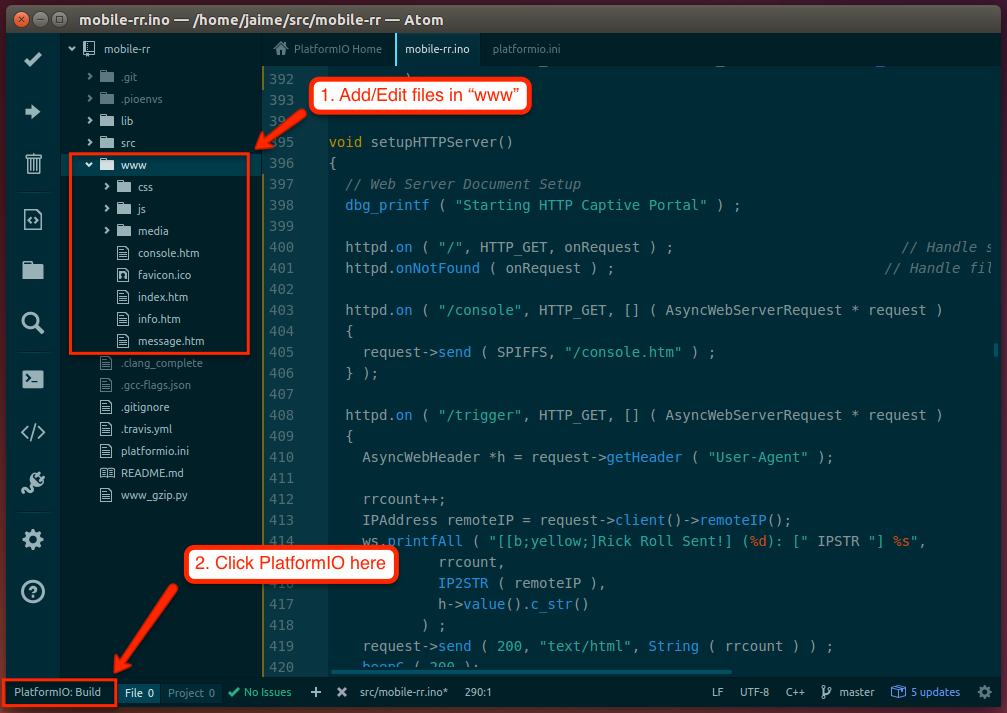 mobile-rr.ino — /home/jaime/src/mobile-rr — Atom
mobile-rr
.git
.pioenvs
lib
src
www
css
js
media
console.htm
favicon.ico
index.htm
info.htm
message.htm
.clang_complete
.gcc-flags.json
.gitignore
.travis.yml
platformio.ini
README.md
www_gzip.py
PlatformIO Home
mobile-rr.ino
platformio.ini
1. Add/Edit files in “www”
392 )
393
395 void setupHTTPServer()
396 {
397 // Web Server Document Setup
398 dbg_printf ( "Starting HTTP Captive Portal" ) ;
399
400 httpd.on ( "/", HTTP_GET, onRequest ) ; // Handle s
401 httpd.onNotFound ( onRequest ) ; // Handle fil
402
403 httpd.on ( "/console", HTTP_GET, [] ( AsyncWebServerRequest * request )
404 {
405 request->send ( SPIFFS, "/console.htm" ) ;
406 } );
407
408 httpd.on ( "/trigger", HTTP_GET, [] ( AsyncWebServerRequest * request )
409 {
410 AsyncWebHeader *h = request->getHeader ( "User-Agent" );
411
412 rrcount++;
413 IPAddress remoteIP = request->client()->remoteIP();
414 ws.printfAll ( "[[b;yellow;]Rick Roll Sent!] (%d): [" IPSTR "] %s",
rrcount,
416 IP2STR ( remoteIP ),
417 h->value().c_str()
418 ) ;
419 request->send ( 200, "text/html", String ( rrcount ) ) ;
420 beepC ( 200 );
2. Click PlatformIO here
PlatformIO: Build
File 0
Project 0
No Issues
src/mobile-rr.ino*
290:1
LF
UTF-8
C++
master
5 updates